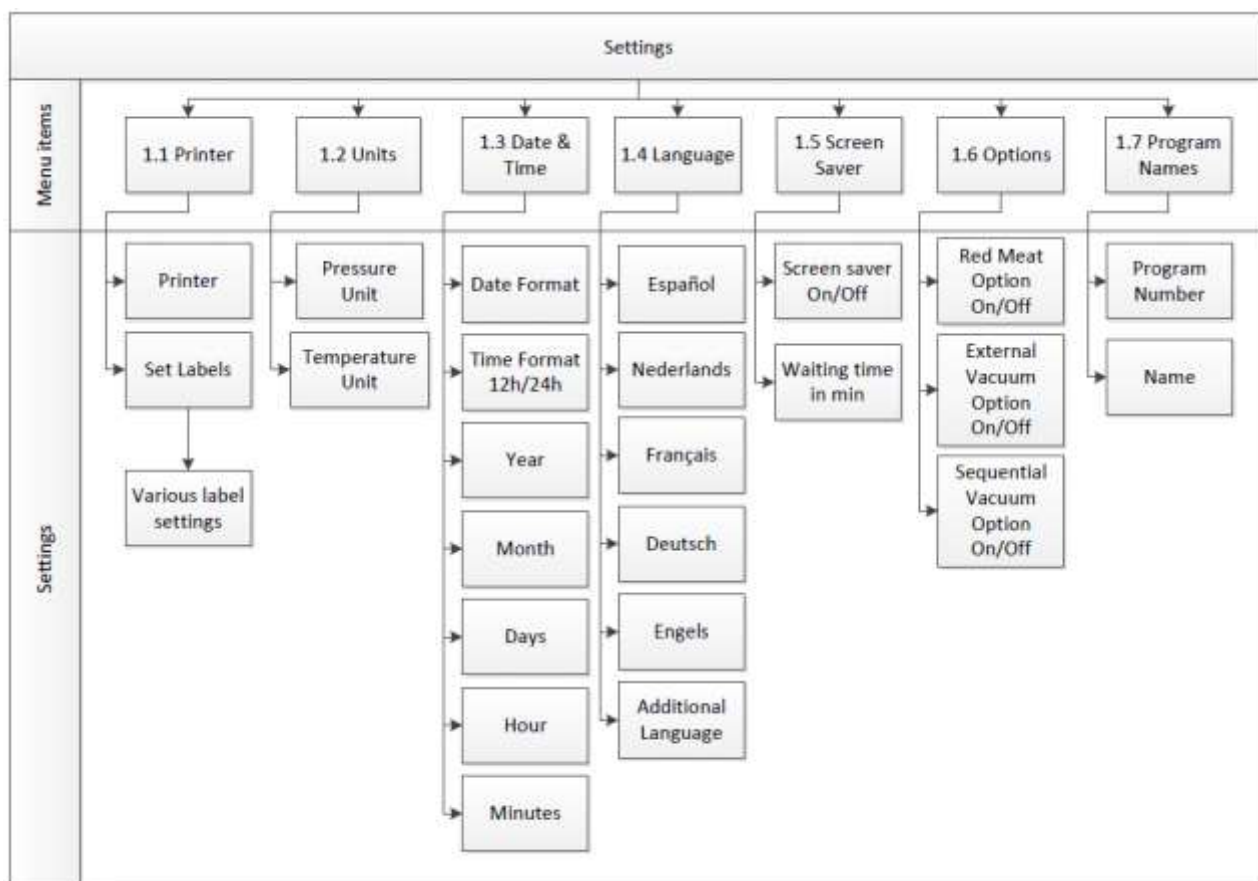 Settings
Menu items
1.1 Printer
1.2 Units
1.3 Date &
Time
1.4 Language
1.5 Screen
Saver
1.6 Options
1.7 Program
Names
Settings
Printer
Set Labels
Various label
settings
Pressure
Unit
Temperature
Unit
Date Format
Time Format
12h/24h
Year
Month
Days
Hour
Minutes
Español
Nederlands
Français
Deutsch
Engels
Additional
Language
Screen saver
On/Off
Waiting time
in min
Red Meat
Option
On/Off
External
Vacuum
Option
On/Off
Sequential
Vacuum
Option
On/Off
Program
Number
Name